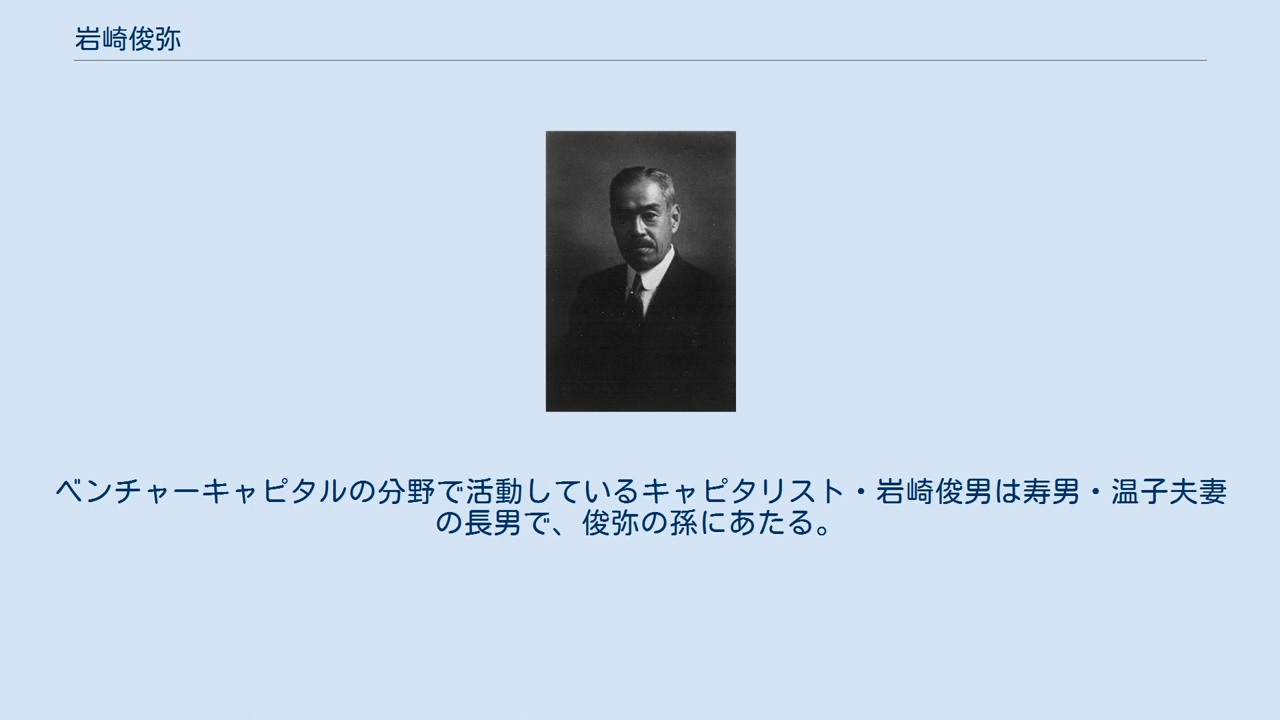 岩崎俊弥
ベンチャーキャピタルの分野で活動しているキャピタリスト・岩崎俊男は寿男・温子夫妻
の長男で、俊弥の孫にあたる。